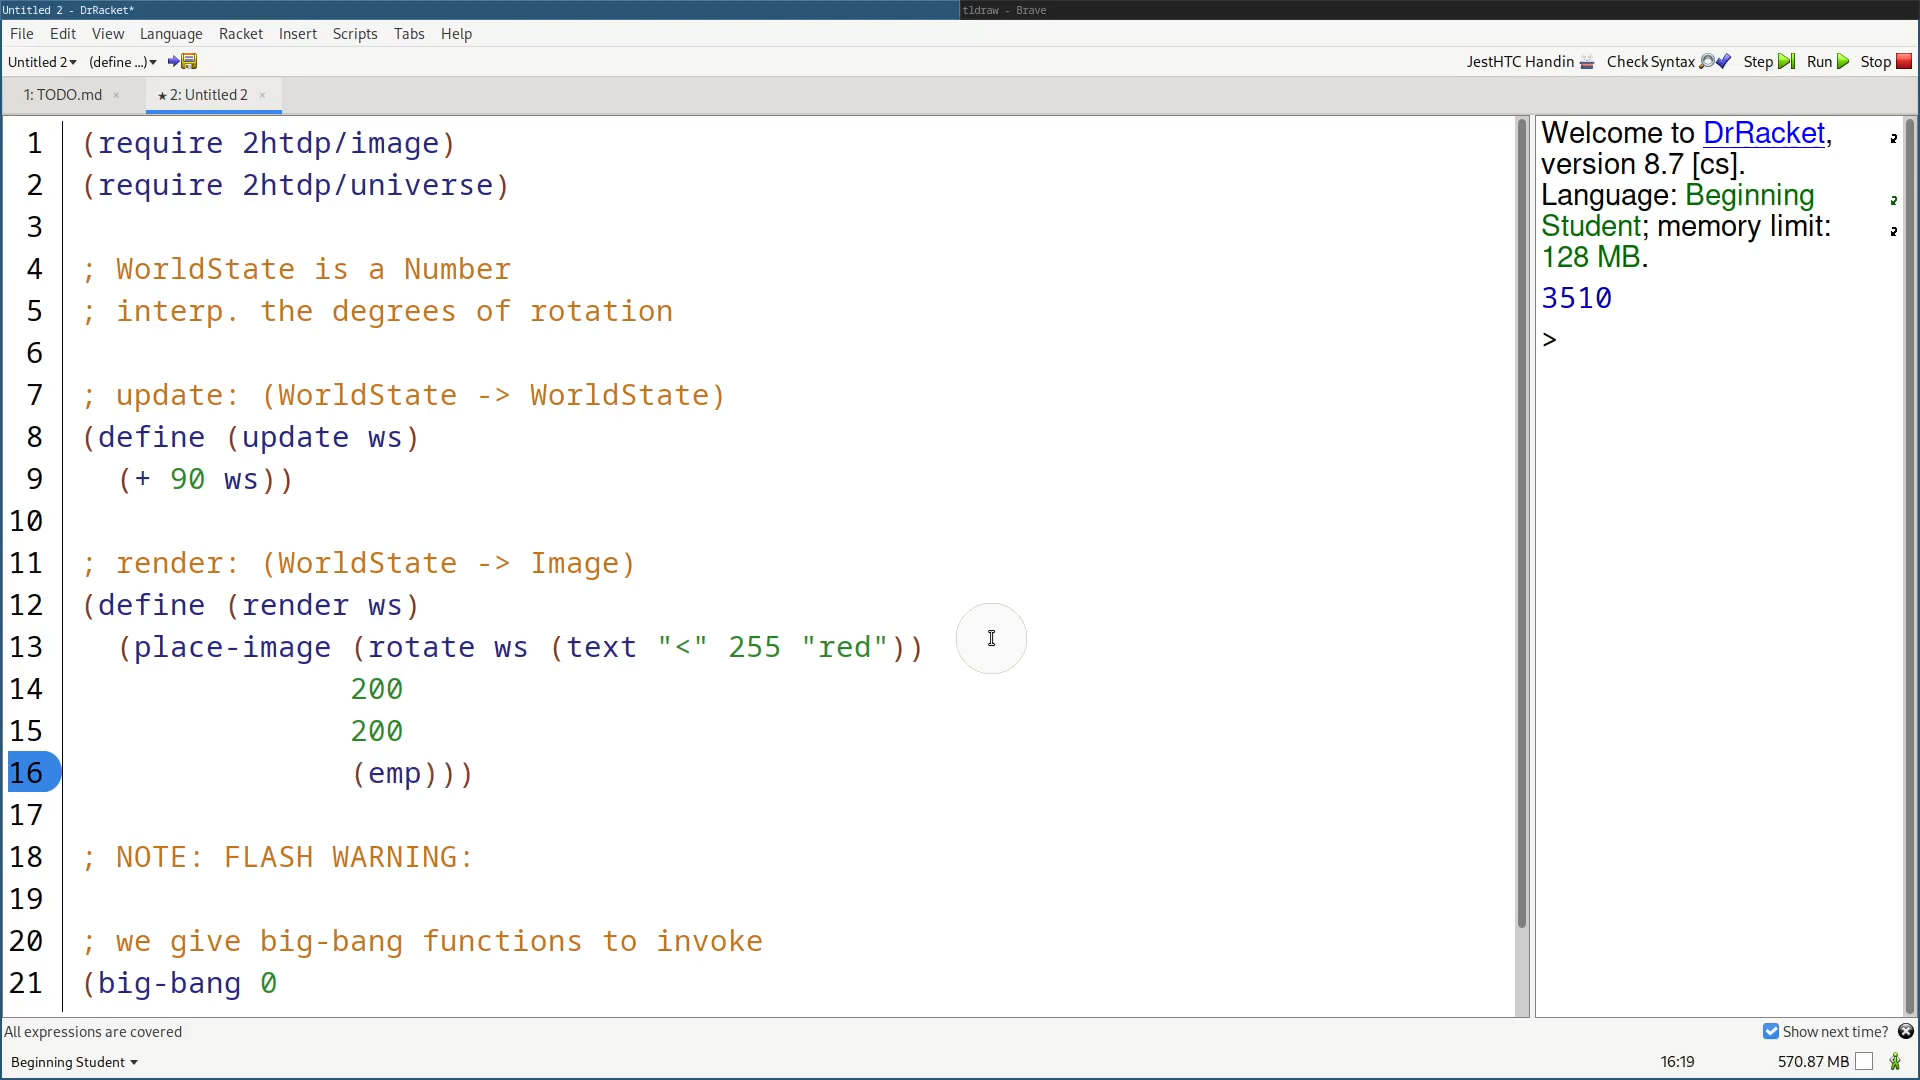 Untitled 2 - DrRacket*
tldraw - Brave
File Edit View Language Racket Insert Scripts Tabs Help
Untitled 2▾ (define ...)▾ JestHTC Handin Check Syntax Step Run Stop
1: TODO.md × ★ 2: Untitled 2 ×
1 (require 2htdp/image)
2 (require 2htdp/universe)
3
4 ; WorldState is a Number
5 ; interp. the degrees of rotation
6
7 ; update: (WorldState -> WorldState)
8 (define (update ws)
9 (+ 90 ws))
10
11 ; render: (WorldState -> Image)
12 (define (render ws)
13 (place-image (rotate ws (text "<" 255 "red"))
14 200
15 200
16 (emp)))
17
18 ; NOTE: FLASH WARNING:
19
20 ; we give big-bang functions to invoke
21 (big-bang 0
Welcome to DrRacket,
version 8.7 [cs].
Language: Beginning
Student; memory limit:
128 MB.
3510
>
All expressions are covered
Show next time?
Beginning Student ▾
16:19
570.87 MB